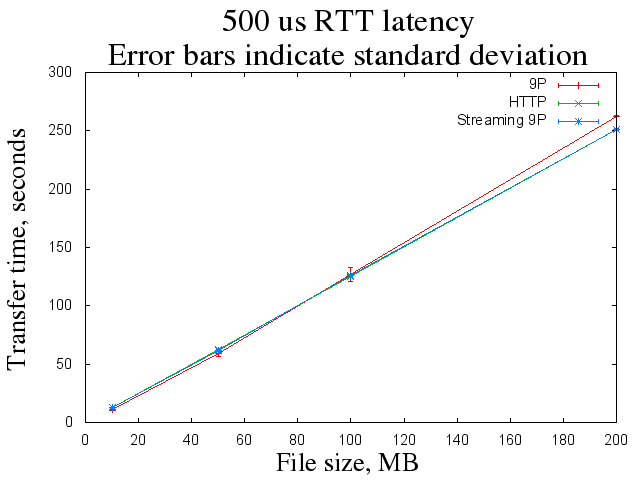 500 us RTT latency
Error bars indicate standard deviation
300
250
200
150
100
50
0
Transfer time, seconds
9P
HTTP
Streaming 9P
0 20 40 60 80 100 120 140 160 180 200
File size, MB